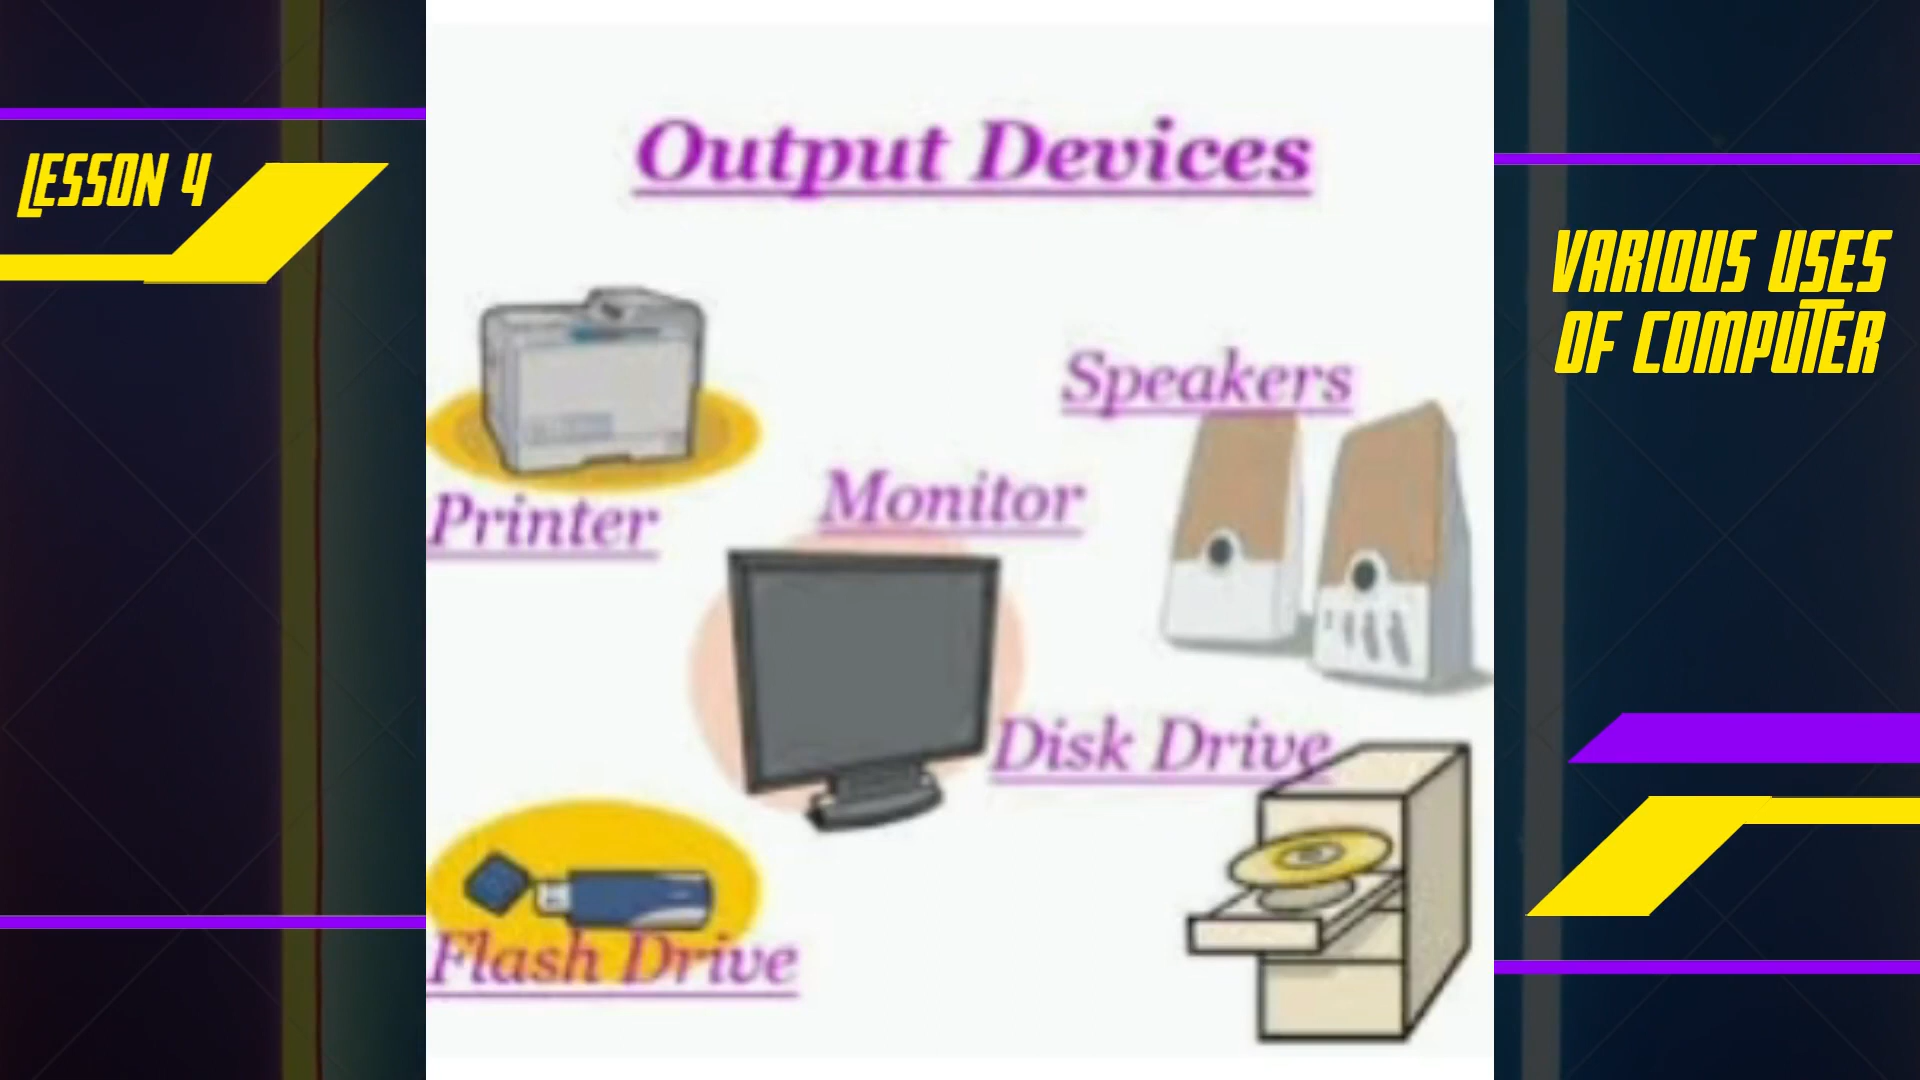 LESSON 4
Output Devices
VARIOUS USES
OF COMPUTER
Speakers
Monitor
Printer
Disk Drive
Flash Drive